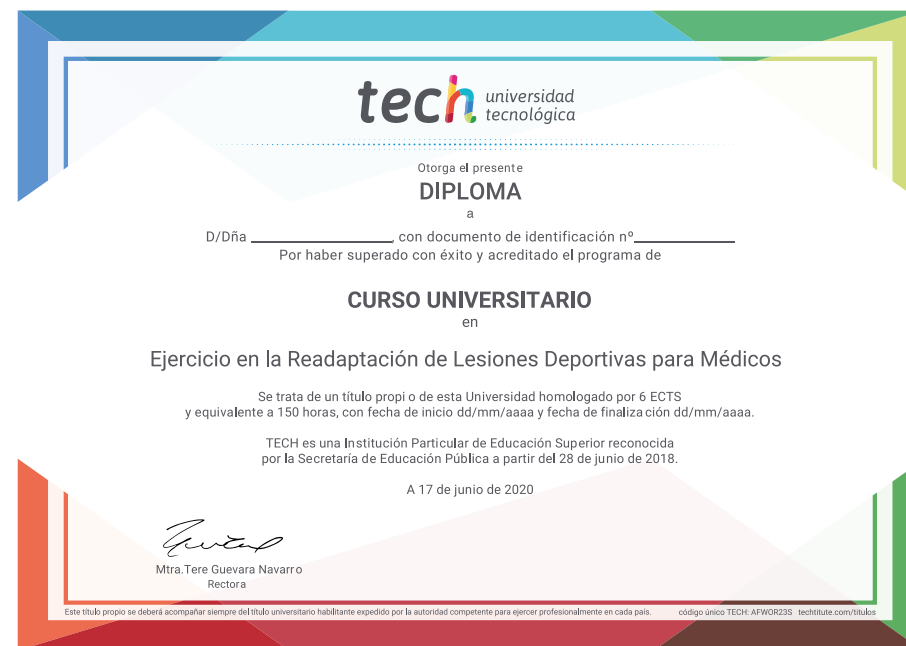 tech universidad
tecnológica
Otorga el presente
DIPLOMA
a
D/Dña ____________________, con documento de identificación nº______________
Por haber superado con éxito y acreditado el programa de
CURSO UNIVERSITARIO
en
Ejercicio en la Readaptación de Lesiones Deportivas para Médicos
Se trata de un título propi o de esta Universidad homologado por 6 ECTS
y equivalente a 150 horas, con fecha de inicio dd/mm/aaaa y fecha de finaliza ción dd/mm/aaaa.
TECH es una Institución Particular de Educación Superior reconocida
por la Secretaría de Educación Pública a partir del 28 de junio de 2018.
A 17 de junio de 2020
Mtra.Tere Guevara Navarro
Rectora
Este título propio se deberá acompañar siempre del título universitario habilitante expedido por la autoridad competente para ejercer profesionalmente en cada país. código único TECH: AFWOR23S techtitute.com/titulos